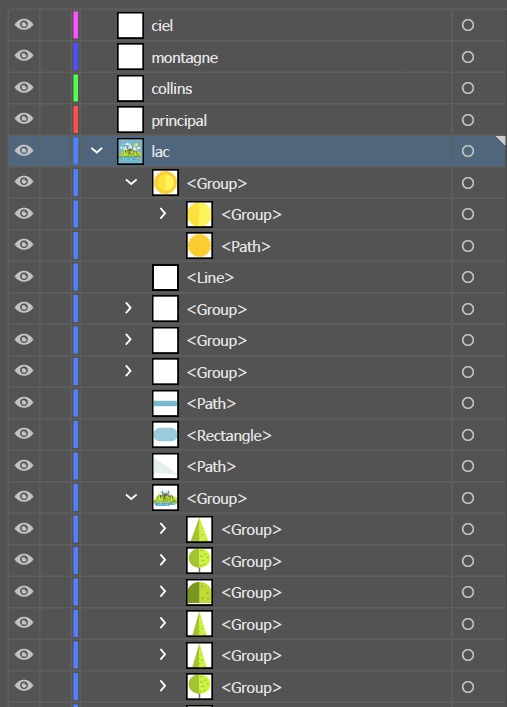 ciel
montagne
collins
principal
lac
<Group>
<Group>
<Path>
<Line>
<Group>
<Group>
<Group>
<Path>
<Rectangle>
<Path>
<Group>
<Group>
<Group>
<Group>
<Group>
<Group>
<Group>